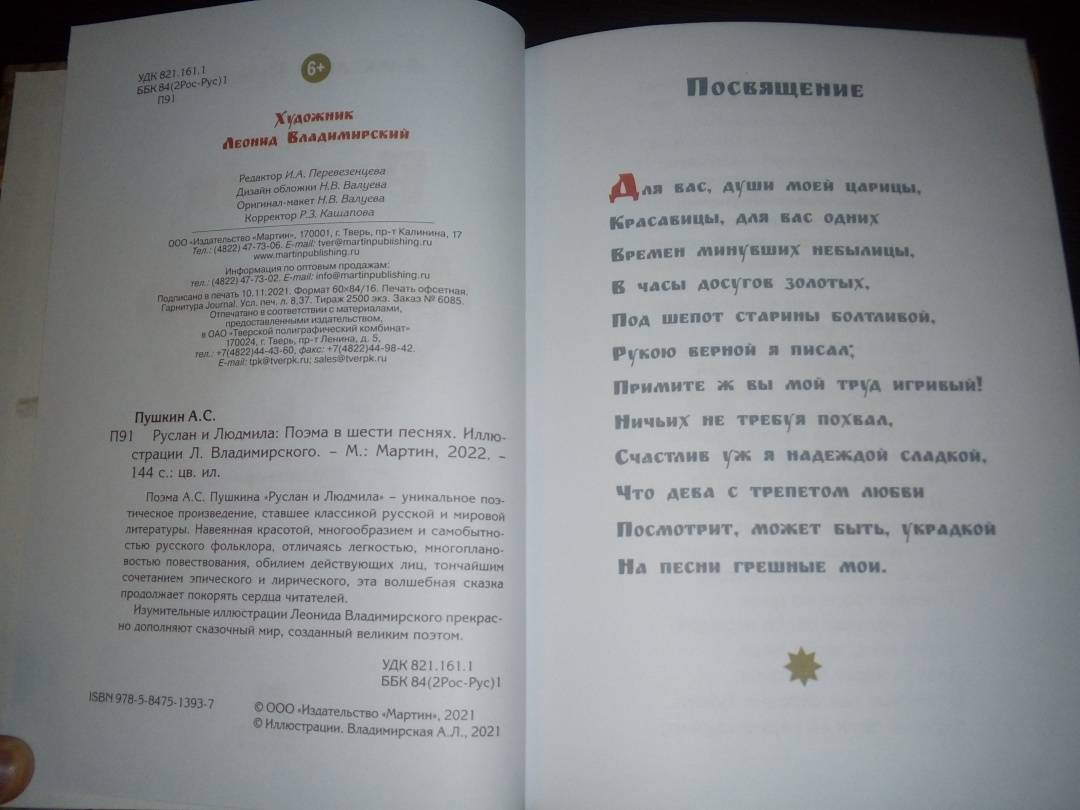 УДК 821.161.1
ББК 84(2Рос-Рус)1
П91
6+
Художник
Леонид Владимирский
Редактор И.А. Перевезенцева
Дизайн обложки Н.В. Валуева
Оригинал-макет Н.В. Валуева
Корректор Р.З. Кашапова
ООО «Издательство «Мартин», 170001, г. Тверь, пр-т Калинина, 17
Тел.: (4822) 47-73-06. E-mail: tver@martinpublishing.ru
www.martinpublishing.ru
Информация по оптовым продажам:
тел.: (4822) 47-73-02. E-mail: info@martinpublishing.ru
Подписано в печать 10.11.2021. Формат 60×84/16. Печать офсетная.
Гарнитура Journal. Усл. печ. л. 8,37. Тираж 2500 экз. Заказ № 6085.
Отпечатано в соответствии с материалами,
предоставленными издательством,
в ОАО «Тверской полиграфический комбинат»
170024, г. Тверь, пр-т Ленина, д. 5,
тел.: +7(4822)44-43-60, факс: +7(4822)44-98-42.
E-mail: tpk@tverpk.ru; sales@tverpk.ru
Пушкин А.С.
П91 Руслан и Людмила: Поэма в шести песнях. Иллю-
страции Л. Владимирского. – М.: Мартин, 2022. –
144 с.: цв. ил.
Поэма А.С. Пушкина «Руслан и Людмила» – уникальное поэ-
тическое произведение, ставшее классикой русской и мировой
литературы. Навеянная красотой, многообразием и самобытно-
стью русского фольклора, отличаясь легкостью, многоплано-
востью повествования, обилием действующих лиц, тончайшим
сочетанием эпического и лирического, эта волшебная сказка
продолжает покорять сердца читателей.
Изумительные иллюстрации Леонида Владимирского прекрас-
но дополняют сказочный мир, созданный великим поэтом.
УДК 821.161.1
ББК 84(2Рос-Рус)1
ISBN 978-5-8475-1393-7
© ООО «Издательство «Мартин», 2021
© Иллюстрации. Владимирская А.Л., 2021
Посвящение
Для вас, души моей царицы,
Красавицы, для вас одних
Времен минувших небылицы,
В часы досугов золотых,
Под шепот старины болтливой,
Рукою верной я писал;
Примите ж вы мой труд игривый!
Ничьих не требуя похвал,
Счастлив уж я надеждой сладкой,
Что дева с трепетом любви
Посмотрит, может быть, украдкой
На песни грешные мои.